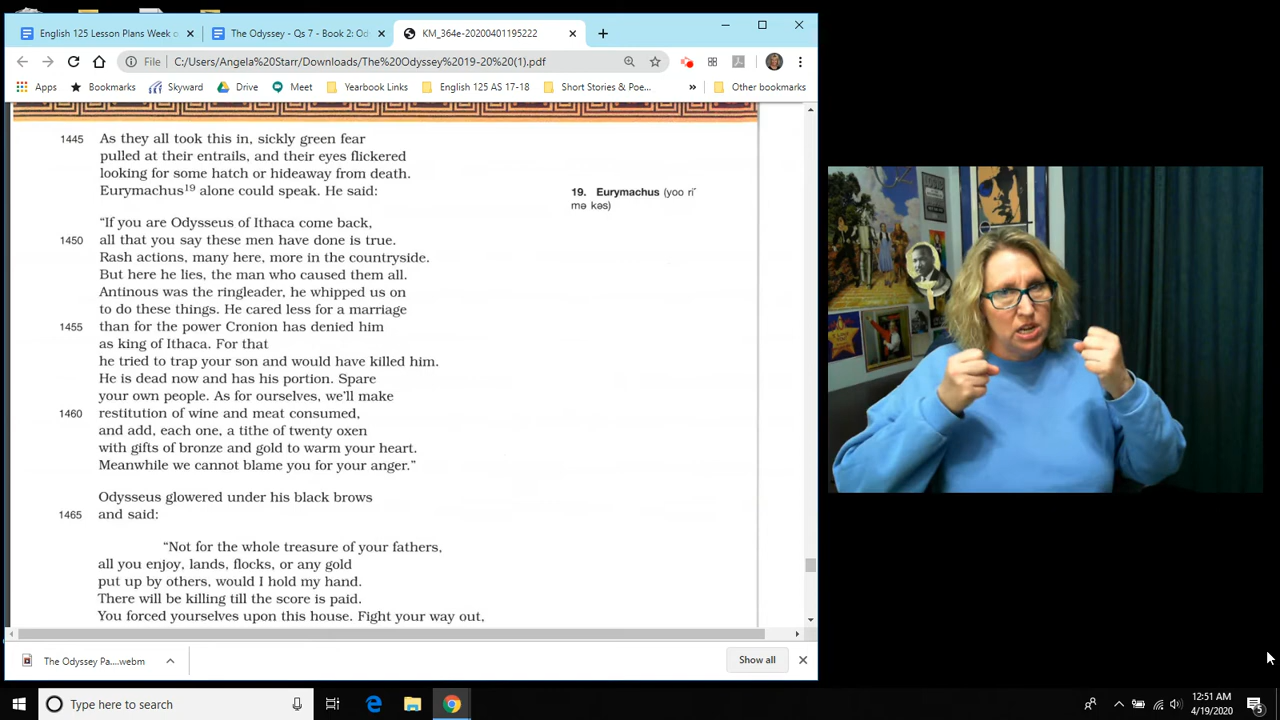 English 125 Lesson Plans Week o
The Odyssey - Qs 7 - Book 2: Od
KM_364e-20200401195222
File
C:/Users/Angela%20Starr/Downloads/The%20Odyssey%2019-20%20(1).pdf
Apps
Bookmarks
Skyward
Drive
Meet
Yearbook Links
English 125 AS 17-18
Short Stories & Poe...
»
Other bookmarks
1445 As they all took this in, sickly green fear
pulled at their entrails, and their eyes flickered
looking for some hatch or hideaway from death.
Eurymachus¹⁹ alone could speak. He said:
19. Eurymachus (yoo ri′
mə kəs)
"If you are Odysseus of Ithaca come back,
1450 all that you say these men have done is true.
Rash actions, many here, more in the countryside.
But here he lies, the man who caused them all.
Antinous was the ringleader, he whipped us on
to do these things. He cared less for a marriage
1455 than for the power Cronion has denied him
as king of Ithaca. For that
he tried to trap your son and would have killed him.
He is dead now and has his portion. Spare
your own people. As for ourselves, we'll make
1460 restitution of wine and meat consumed,
and add, each one, a tithe of twenty oxen
with gifts of bronze and gold to warm your heart.
Meanwhile we cannot blame you for your anger."
Odysseus glowered under his black brows
1465 and said:
"Not for the whole treasure of your fathers,
all you enjoy, lands, flocks, or any gold
put up by others, would I hold my hand.
There will be killing till the score is paid.
You forced yourselves upon this house. Fight your way out,
The Odyssey Pa....webm
Show all
Type here to search
12:51 AM
4/19/2020
5